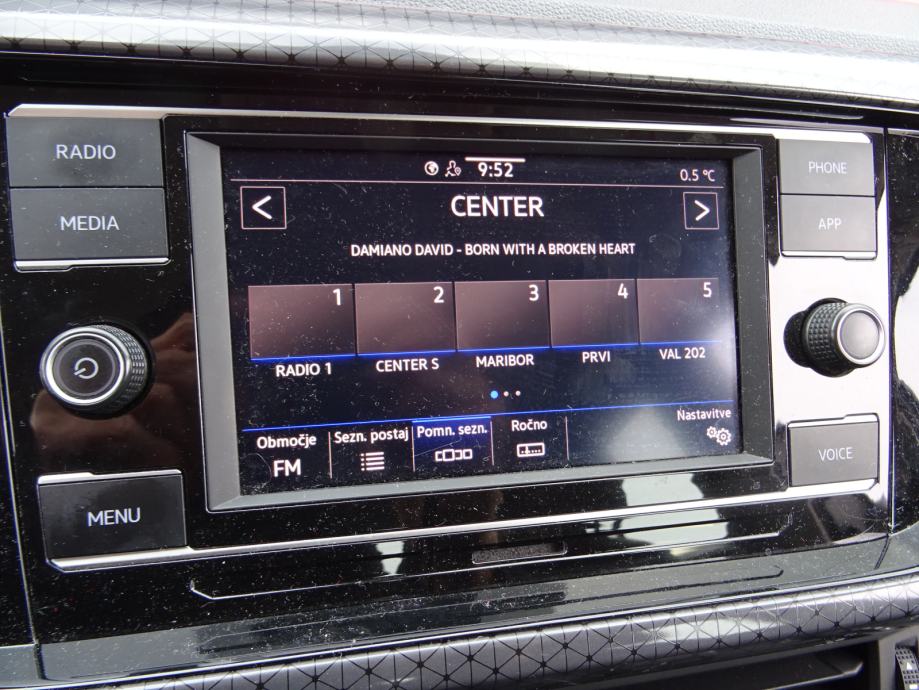 RADIO
MEDIA
MENU
9:52
0.5 °C
<
CENTER
>
DAMIANO DAVID - BORN WITH A BROKEN HEART
1 2 3 4 5
RADIO 1 CENTER S MARIBOR PRVI VAL 202
Nastavitve
Območje Sezn. postaj Pomn. sezn. Ročno
FM
PHONE
APP
VOICE